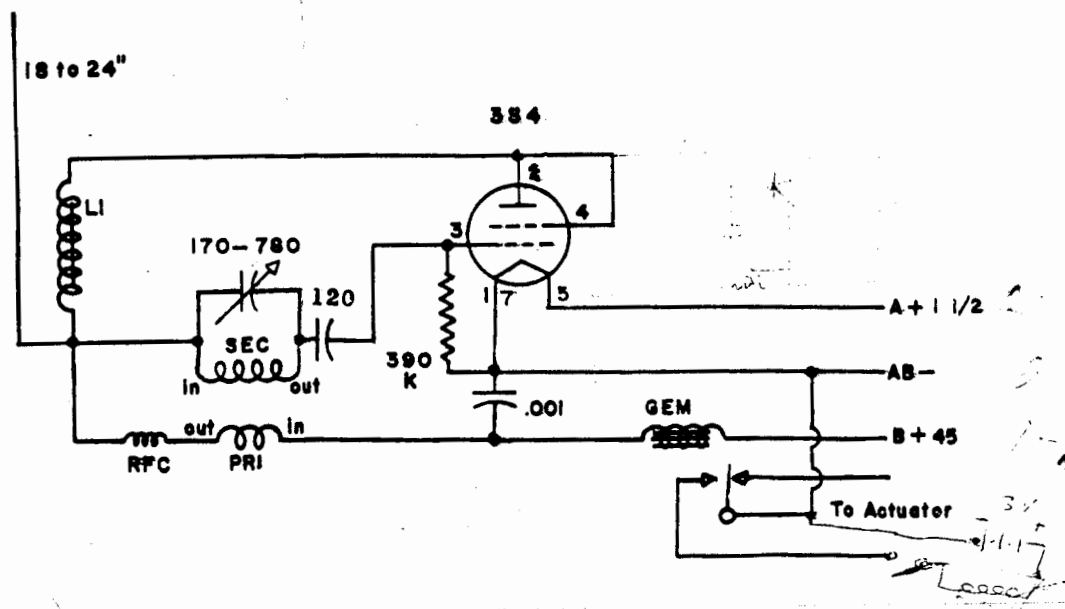 18 to 24"
3S4
2
L1
4
3
170-780
120
1 7
5
A + 1 1/2
SEC
in
out
390
K
AB-
.001
GEM
out
in
B + 45
RFC
PRI
To Actuator
3V
- +